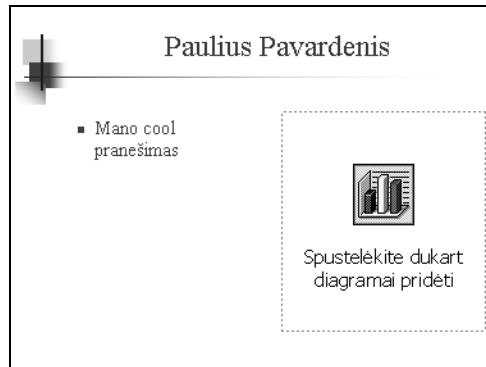 Paulius Pavardenis
Mano cool
pranešimas
Spustelėkite dukart
diagramai pridėti